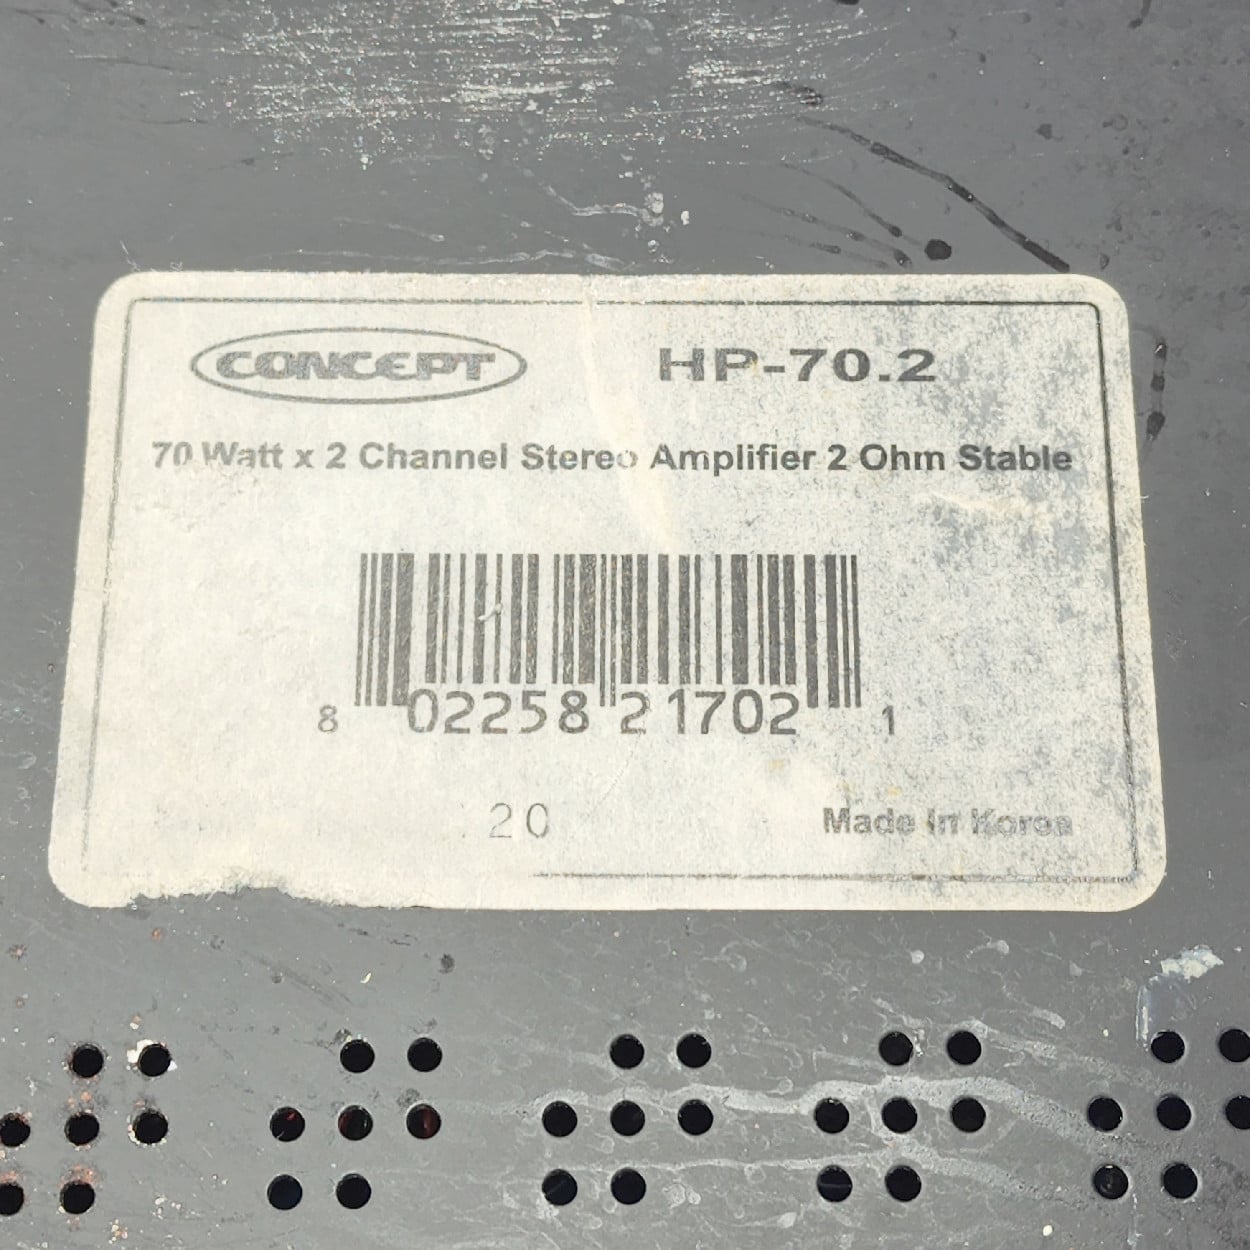 CONCEPT HP-70.2
70 Watt x 2 Channel Stereo Amplifier 2 Ohm Stable
8 02258 21702 1
20 Made In Korea